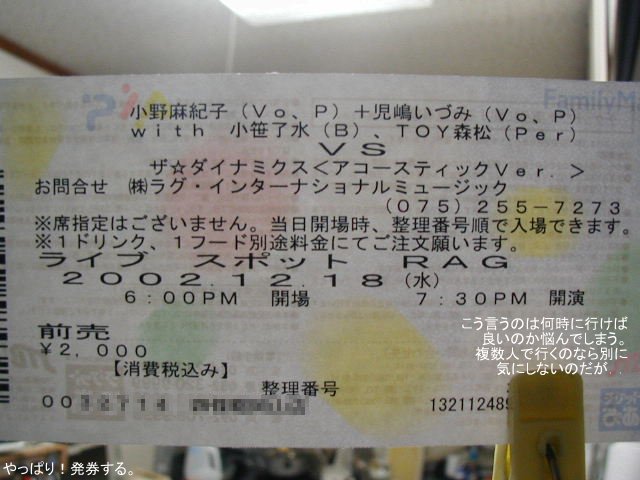 小野麻紀子（Ｖｏ、Ｐ）＋児嶋いづみ（Ｖｏ、Ｐ）
ｗｉｔｈ　小笹了水（Ｂ）、ＴＯＹ森松（Ｐｅｒ）
ＶＳ
ザ☆ダイナミクス＜アコースティックＶｅｒ．＞
お問合せ　㈱ラグ・インターナショナルミュージック
（０７５）２５５－７２７３
※席指定はございません。当日開場時、整理番号順で入場できます。
※１ドリンク、１フード別途料金にてご注文願います。
ライブ　スポット　ＲＡＧ
２００２．１２．１８（水）
６：００ＰＭ　開場　７：３０ＰＭ　開演
前売
￥２，０００
【消費税込み】
整理番号
００
132112489
FamilyM
こう言うのは何時に行けば
良いのか悩んでしまう。
複数人で行くのなら別に
気にしないのだが．．
やっぱり！発券する。